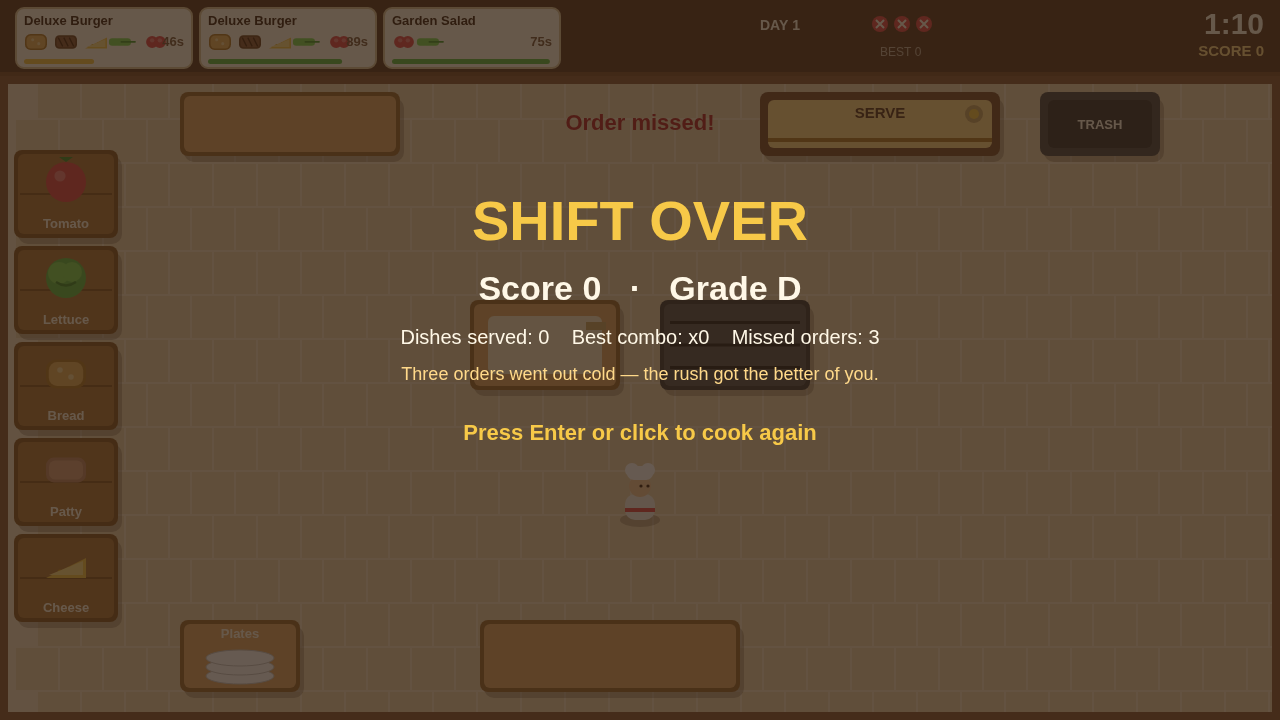 Deluxe Burger
46s
Deluxe Burger
39s
Garden Salad
75s
DAY 1
BEST 0
1:10
SCORE 0
Order missed!
SERVE
TRASH
Tomato
Lettuce
Bread
Patty
Cheese
SHIFT OVER
Score 0 · Grade D
Dishes served: 0 Best combo: x0 Missed orders: 3
Three orders went out cold — the rush got the better of you.
Press Enter or click to cook again
Plates